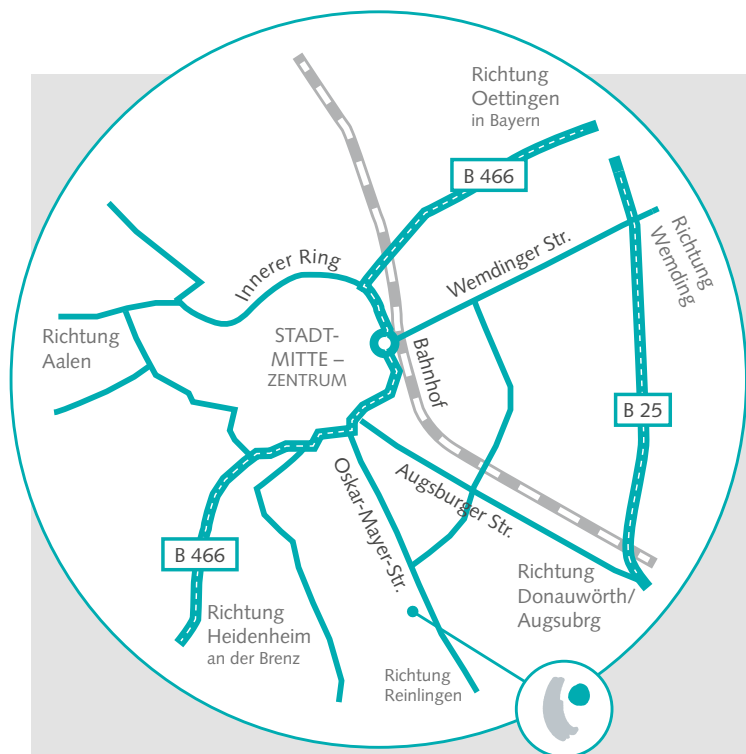 Richtung
Oettingen
in Bayern
B 466
Wemdinger Str.
Richtung
Wemding
Innerer Ring
Richtung
Aalen
STADT-
MITTE –
ZENTRUM
Bahnhof
B 25
Augsburger Str.
Oskar-Mayer-Str.
B 466
Richtung
Heidenheim
an der Brenz
Richtung
Donauwörth/
Augsubrg
Richtung
Reinlingen